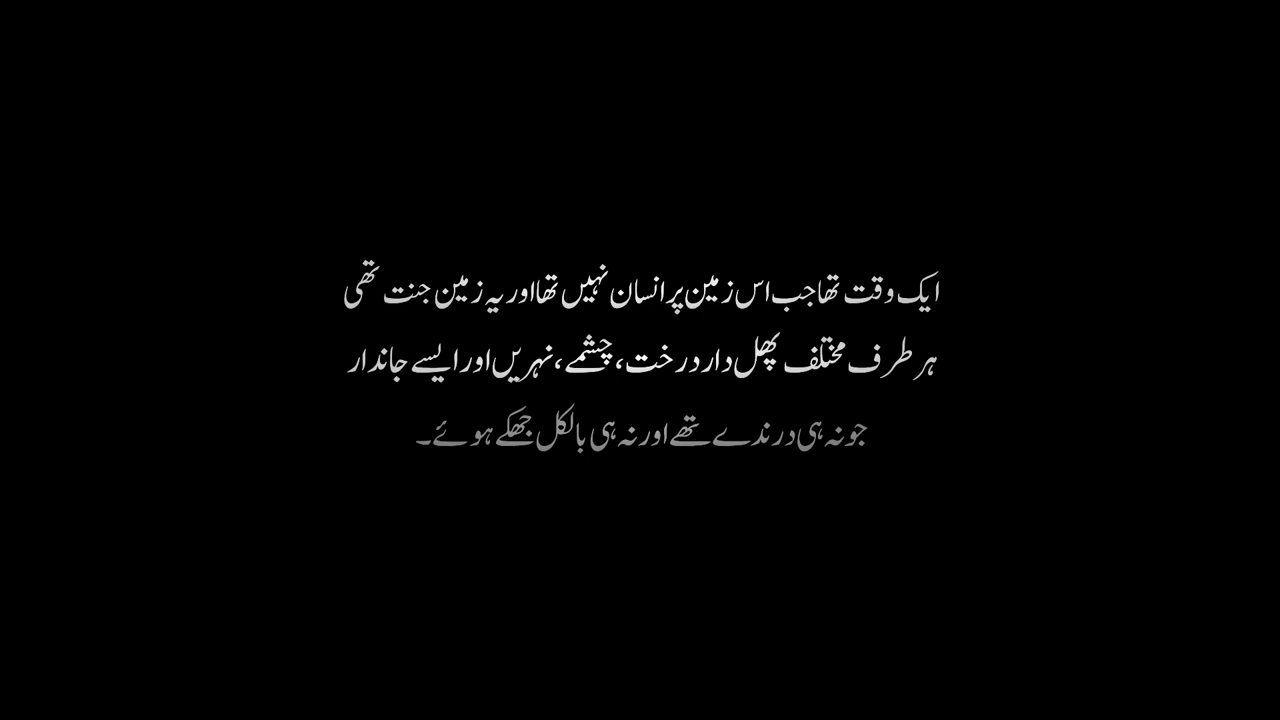 ایک وقت تھا جب اس زمین پر انسان نہیں تھا اور یہ زمین جنت تھی
ہر طرف مختلف پھل دار درخت، چشمے، نہریں اور ایسے جاندار
جو نہ ہی درندے تھے اور نہ ہی بالکل جھکے ہوئے۔